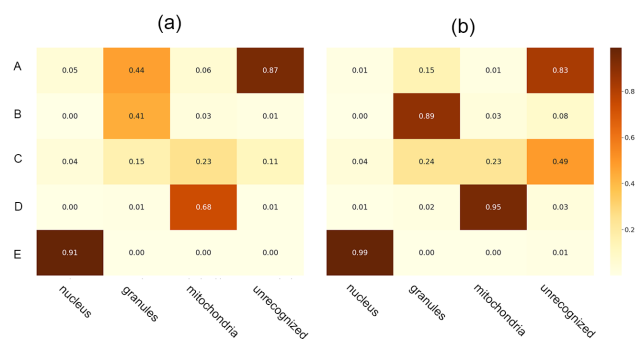 (a) (b)
A 0.05 0.44 0.06 0.87 0.01 0.15 0.01 0.83
0.8
B 0.00 0.41 0.03 0.01 0.00 0.89 0.03 0.08
0.6
C 0.04 0.15 0.23 0.11 0.04 0.24 0.23 0.49
0.4
D 0.00 0.01 0.68 0.01 0.01 0.02 0.95 0.03
0.2
E 0.91 0.00 0.00 0.00 0.99 0.00 0.00 0.01
nucleus granules mitochondria unrecognized nucleus granules mitochondria unrecognized